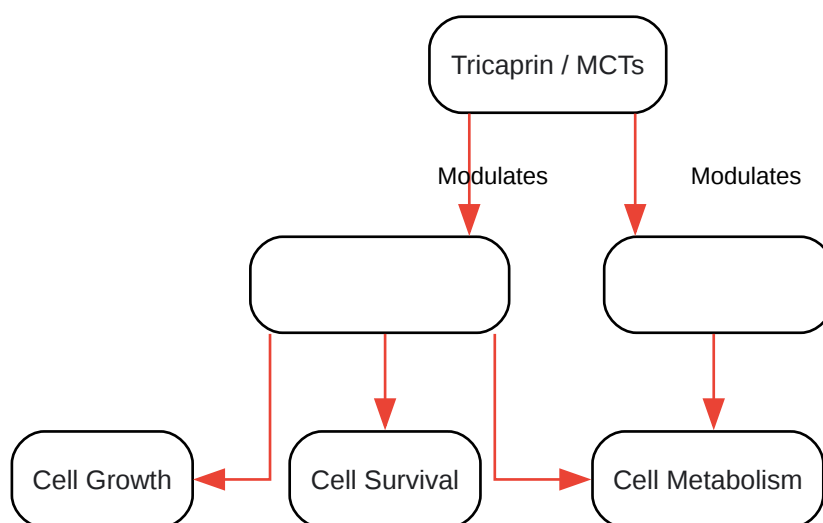 Tricaprin / MCTs
Modulates
Modulates
Cell Growth
Cell Survival
Cell Metabolism